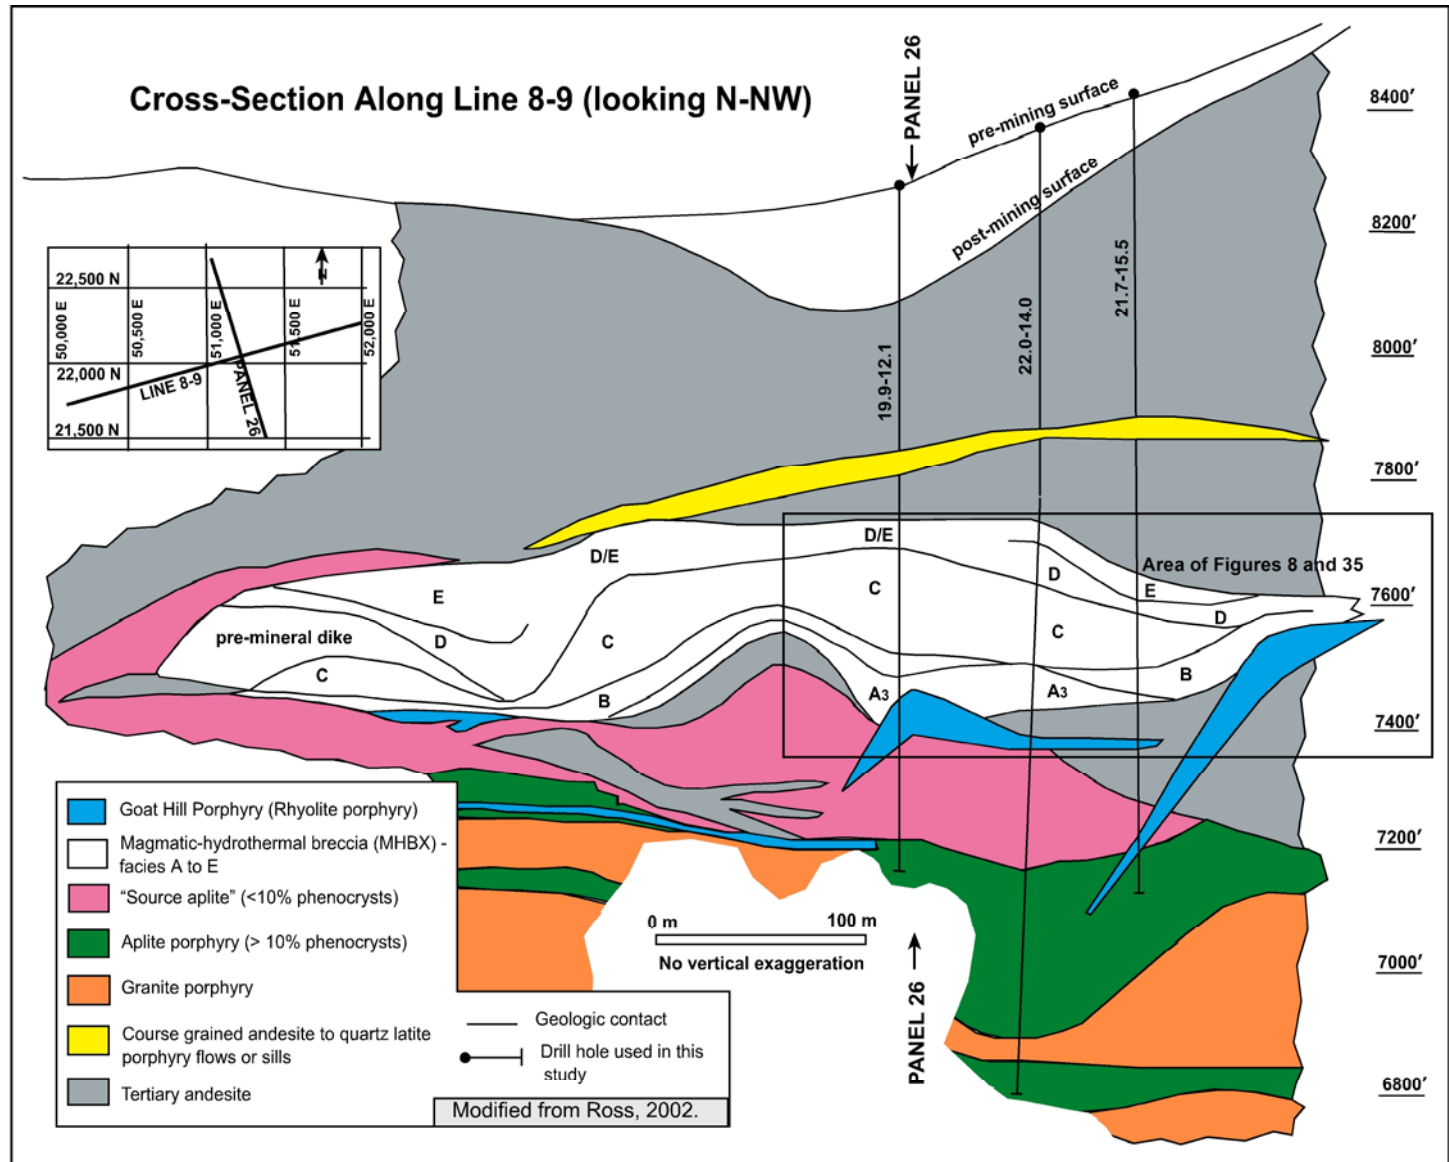 Cross-Section Along Line 8-9 (looking N-NW)
PANEL 26
pre-mining surface
post-mining surface
8400'
8200'
8000'
7800'
7600'
7400'
7200'
7000'
6800'
N
22,500 N
22,000 N
21,500 N
50,000 E
50,500 E
51,000 E
51,500 E
52,000 E
LINE 8-9
PANEL 26
19.9-12.1
22.0-14.0
21.7-15.5
Area of Figures 8 and 35
D/E
D/E
E
D
C
pre-mineral dike
C
B
C
D
E
D
C
B
A3
A3
Goat Hill Porphyry (Rhyolite porphyry)
Magmatic-hydrothermal breccia (MHBX) -
facies A to E
"Source aplite" (<10% phenocrysts)
Aplite porphyry (> 10% phenocrysts)
Granite porphyry
Course grained andesite to quartz latite
porphyry flows or sills
Tertiary andesite
0 m 100 m
No vertical exaggeration
PANEL 26
Geologic contact
Drill hole used in this
study
Modified from Ross, 2002.